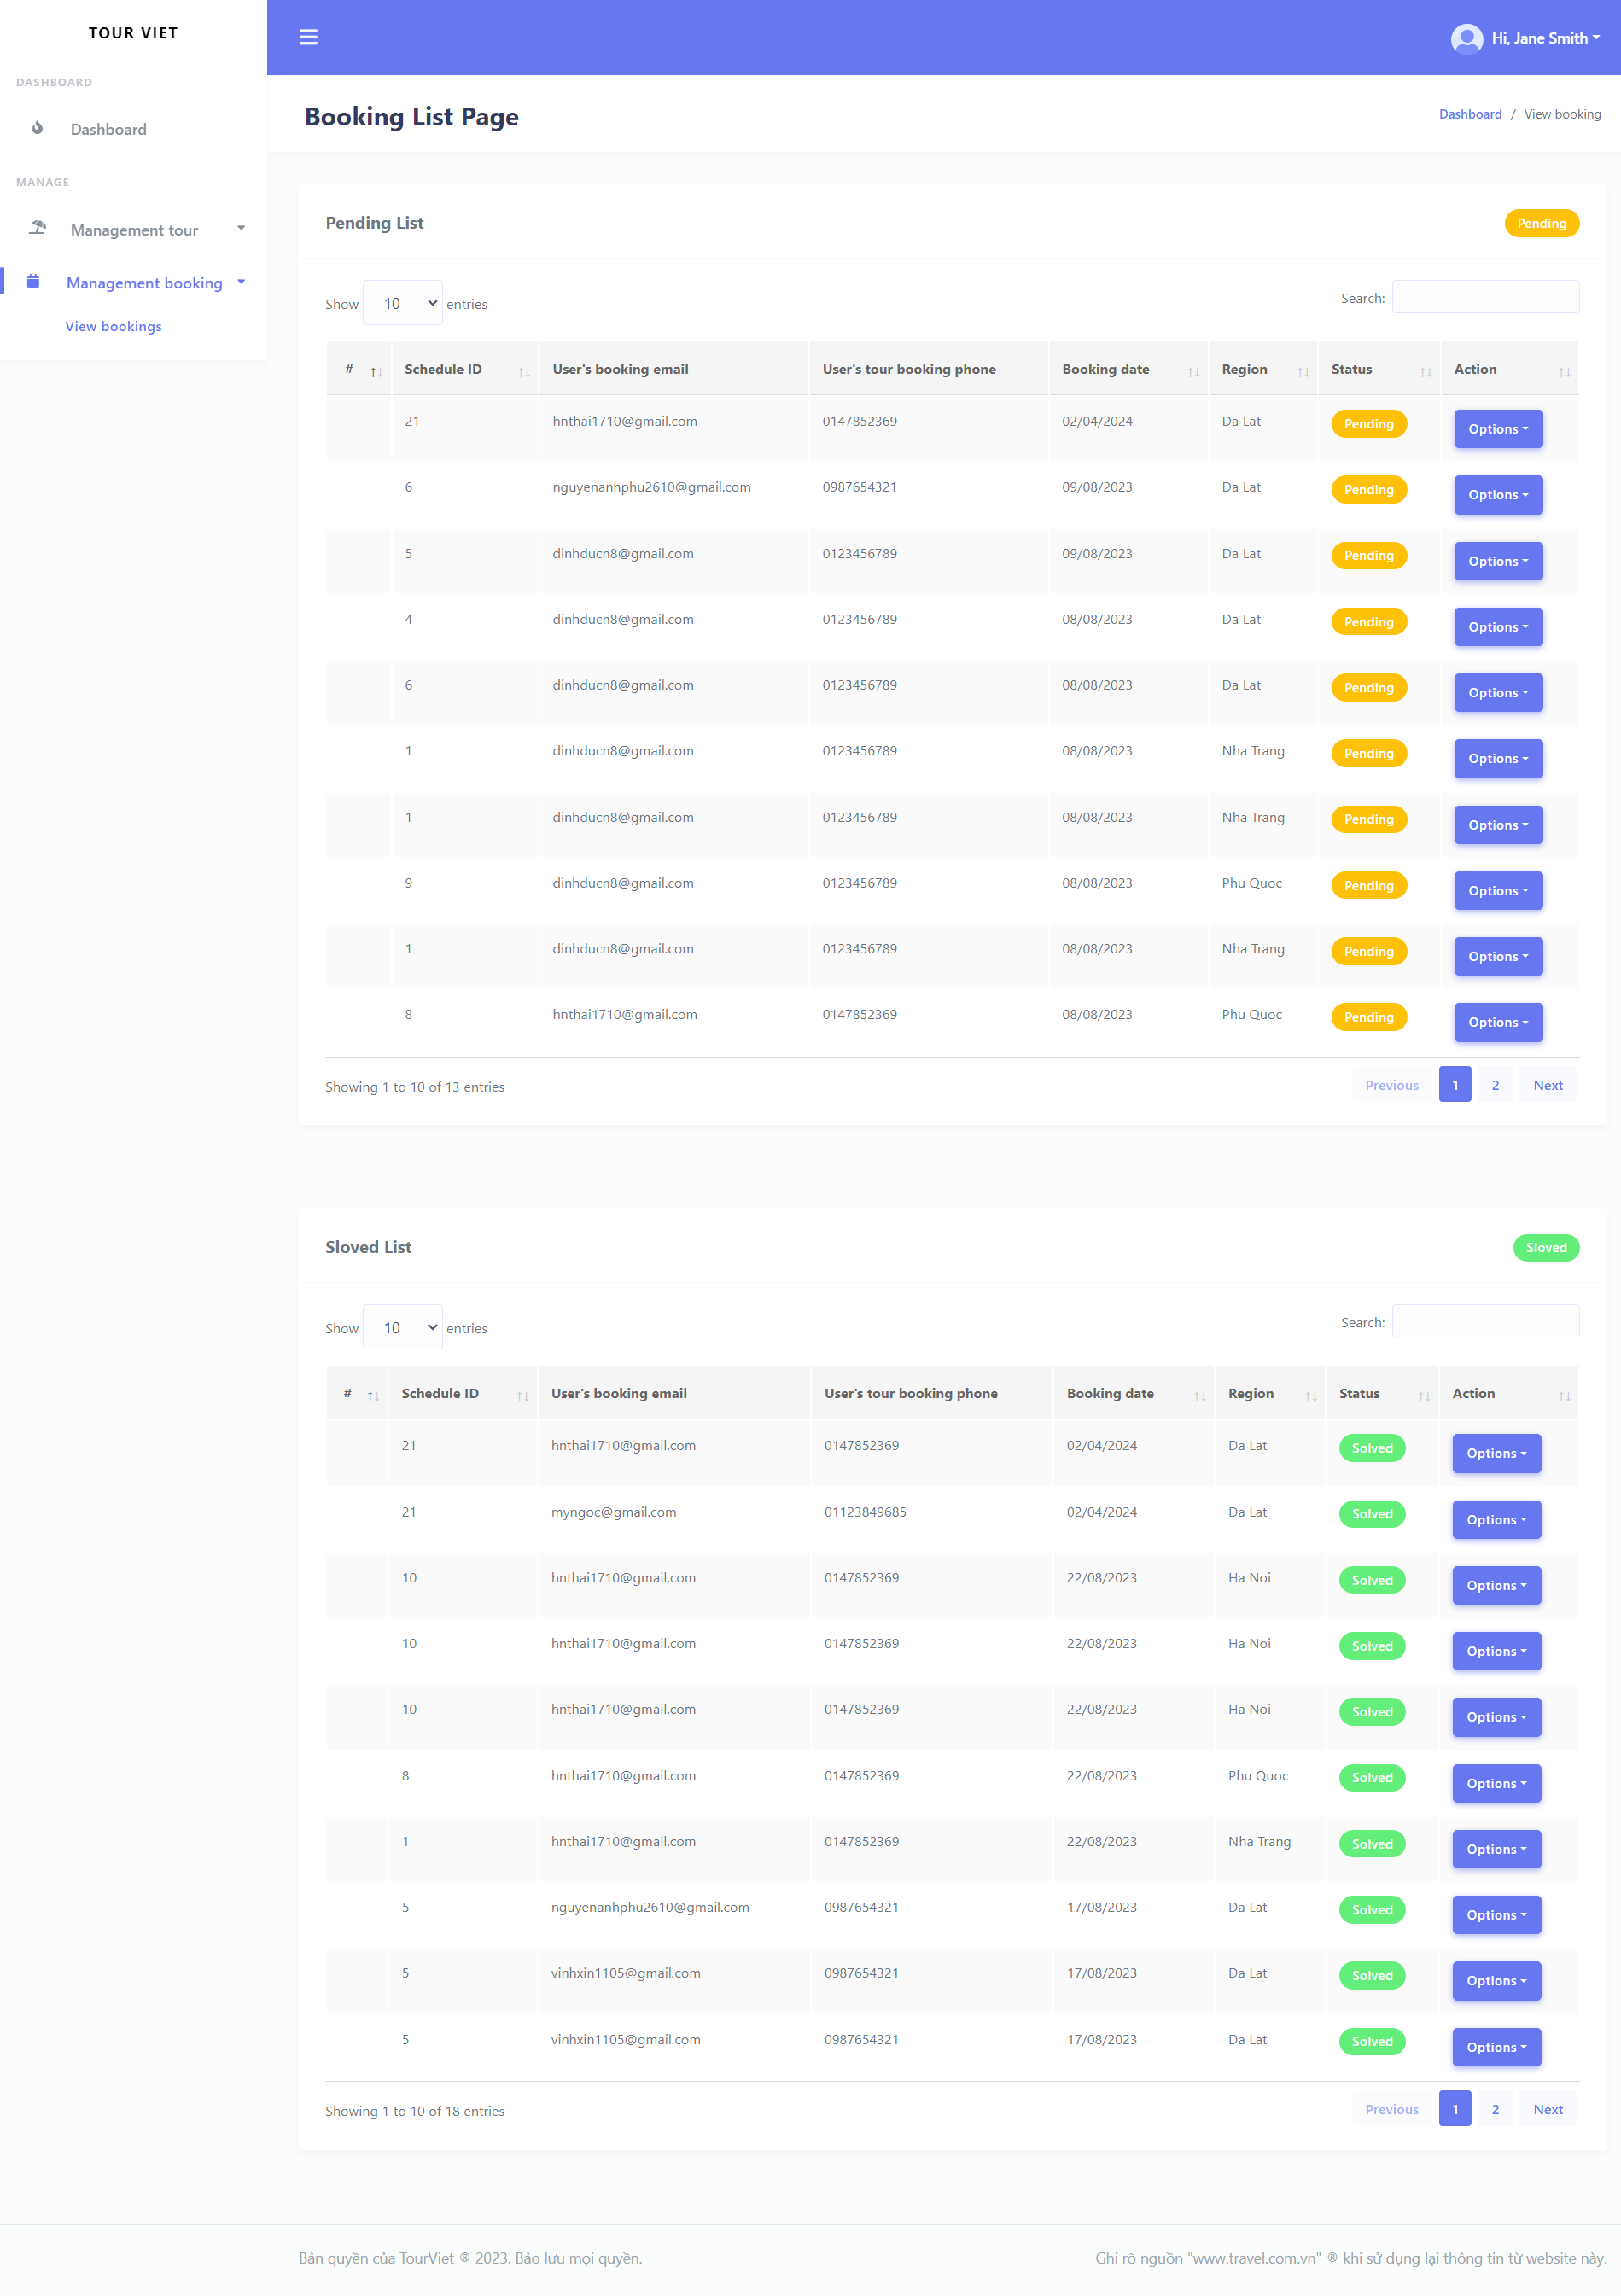 TOUR VIET
DASHBOARD
Dashboard
MANAGE
Management tour
Management booking
View bookings
Hi, Jane Smith
Booking List Page
Dashboard / View booking
Pending List
Pending
Show 10 entries
Search:
# Schedule ID User's booking email User's tour booking phone Booking date Region Status Action
21 hnthai1710@gmail.com 0147852369 02/04/2024 Da Lat Pending Options
6 nguyenanhphu2610@gmail.com 0987654321 09/08/2023 Da Lat Pending Options
5 dinhducn8@gmail.com 0123456789 09/08/2023 Da Lat Pending Options
4 dinhducn8@gmail.com 0123456789 08/08/2023 Da Lat Pending Options
6 dinhducn8@gmail.com 0123456789 08/08/2023 Da Lat Pending Options
1 dinhducn8@gmail.com 0123456789 08/08/2023 Nha Trang Pending Options
1 dinhducn8@gmail.com 0123456789 08/08/2023 Nha Trang Pending Options
9 dinhducn8@gmail.com 0123456789 08/08/2023 Phu Quoc Pending Options
1 dinhducn8@gmail.com 0123456789 08/08/2023 Nha Trang Pending Options
8 hnthai1710@gmail.com 0147852369 08/08/2023 Phu Quoc Pending Options
Showing 1 to 10 of 13 entries
Previous 1 2 Next
Sloved List
Sloved
Show 10 entries
Search:
# Schedule ID User's booking email User's tour booking phone Booking date Region Status Action
21 hnthai1710@gmail.com 0147852369 02/04/2024 Da Lat Solved Options
21 myngoc@gmail.com 01123849685 02/04/2024 Da Lat Solved Options
10 hnthai1710@gmail.com 0147852369 22/08/2023 Ha Noi Solved Options
10 hnthai1710@gmail.com 0147852369 22/08/2023 Ha Noi Solved Options
10 hnthai1710@gmail.com 0147852369 22/08/2023 Ha Noi Solved Options
8 hnthai1710@gmail.com 0147852369 22/08/2023 Phu Quoc Solved Options
1 hnthai1710@gmail.com 0147852369 22/08/2023 Nha Trang Solved Options
5 nguyenanhphu2610@gmail.com 0987654321 17/08/2023 Da Lat Solved Options
5 vinhxin1105@gmail.com 0987654321 17/08/2023 Da Lat Solved Options
5 vinhxin1105@gmail.com 0987654321 17/08/2023 Da Lat Solved Options
Showing 1 to 10 of 18 entries
Previous 1 2 Next
Bản quyền của TourViet ® 2023. Bảo lưu mọi quyền.
Ghi rõ nguồn "www.travel.com.vn" ® khi sử dụng lại thông tin từ website này.